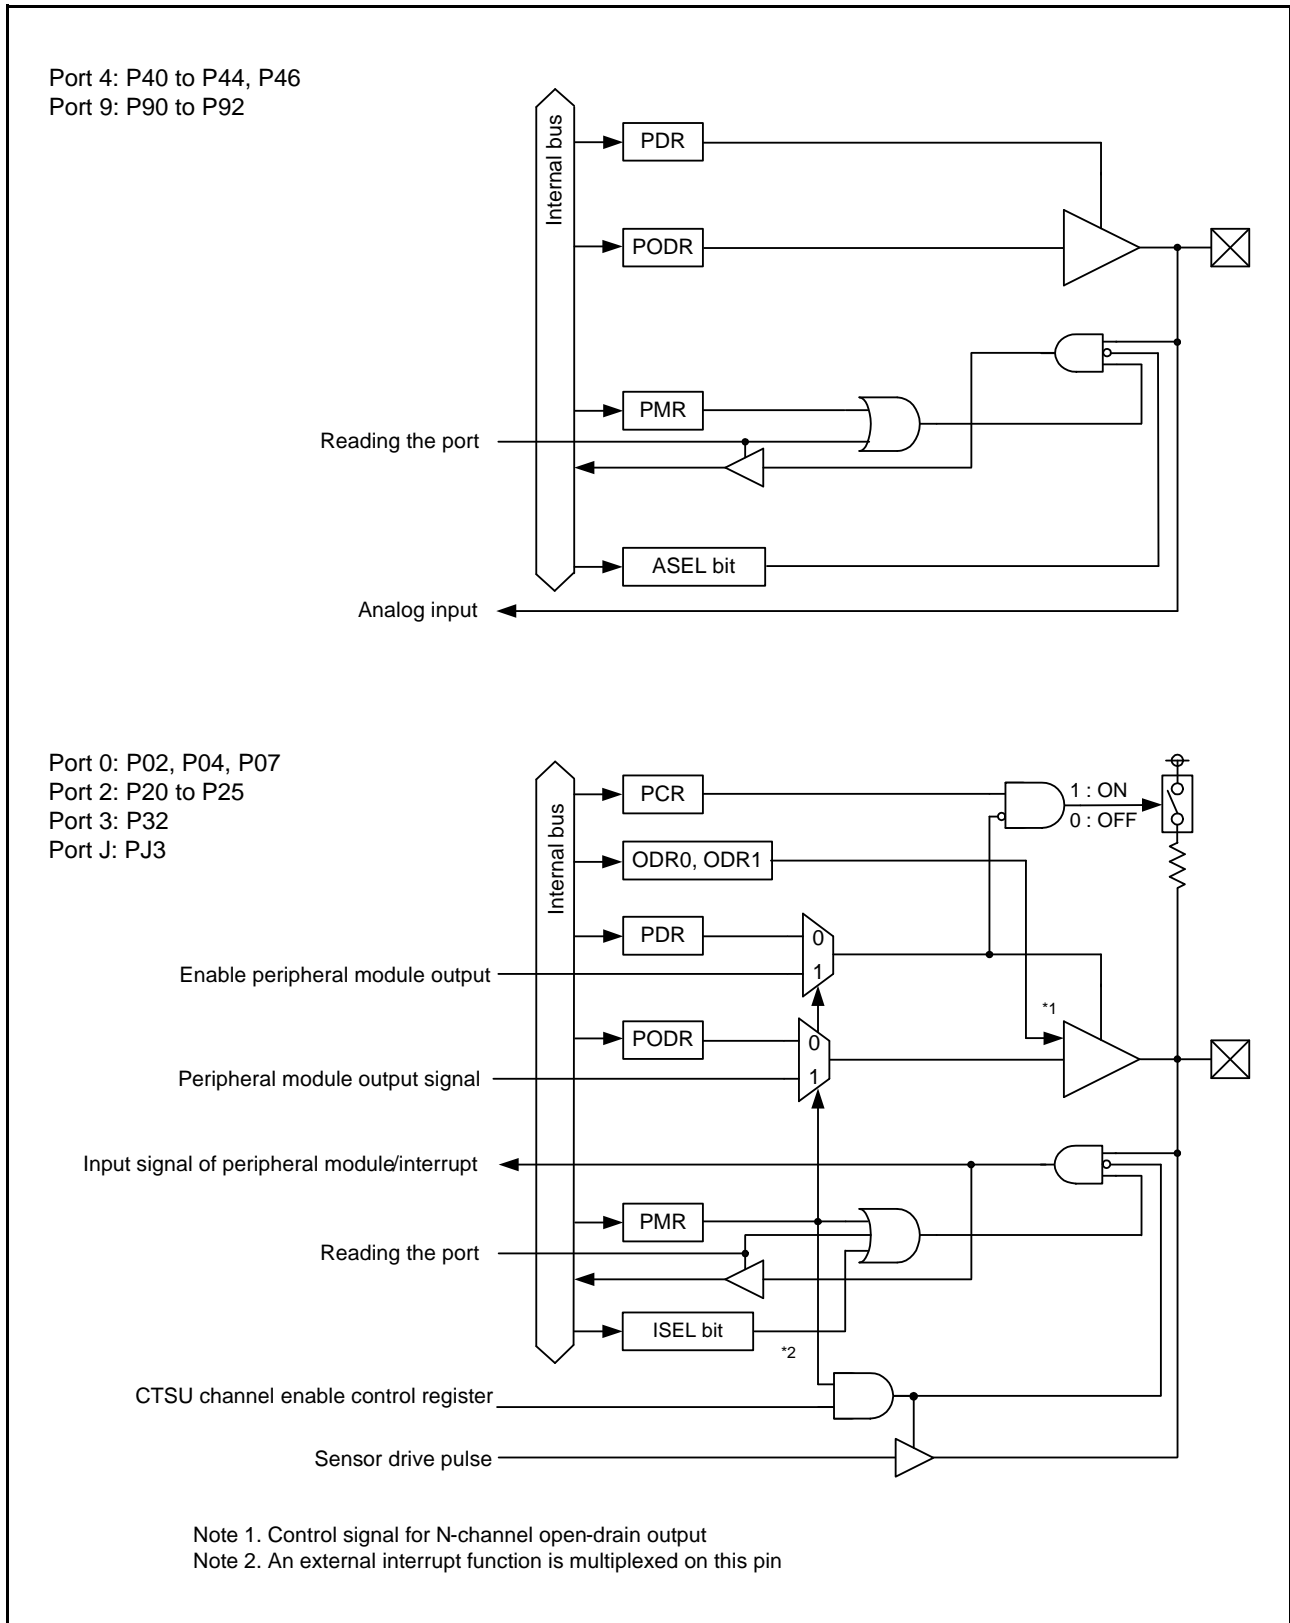 Port 4: P40 to P44, P46
Port 9: P90 to P92
Internal bus
PDR
PODR
PMR
Reading the port
ASEL bit
Analog input
Port 0: P02, P04, P07
Port 2: P20 to P25
Port 3: P32
Port J: PJ3
Internal bus
PCR
1 : ON
0 : OFF
ODR0, ODR1
PDR
0
Enable peripheral module output
1
*1
PODR
0
Peripheral module output signal
1
Input signal of peripheral module/interrupt
PMR
Reading the port
ISEL bit
*2
CTSU channel enable control register
Sensor drive pulse
Note 1. Control signal for N-channel open-drain output
Note 2. An external interrupt function is multiplexed on this pin